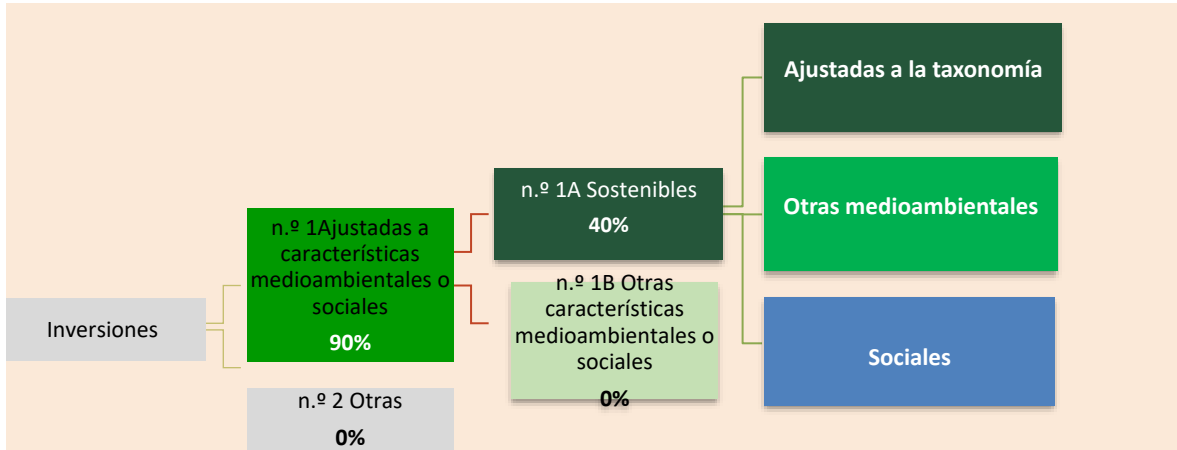 Inversiones
n.º 1Ajustadas a
características
medioambientales o
sociales
90%
n.º 2 Otras
0%
n.º 1A Sostenibles
40%
n.º 1B Otras
características
medioambientales o
sociales
0%
Ajustadas a la taxonomía
Otras medioambientales
Sociales